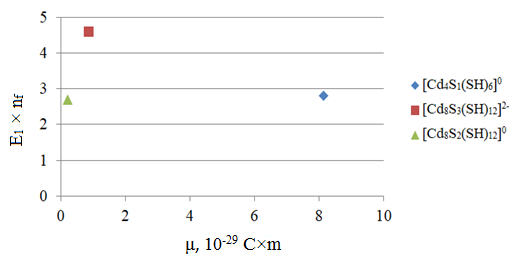 5
4
3
2
1
0
E₁ × n_f
0 2 4 6 8 10
μ, 10⁻²⁹ C×m
[Cd₄S₁(SH)₆]⁰
[Cd₈S₃(SH)₁₂]²⁻
[Cd₈S₂(SH)₁₂]⁰